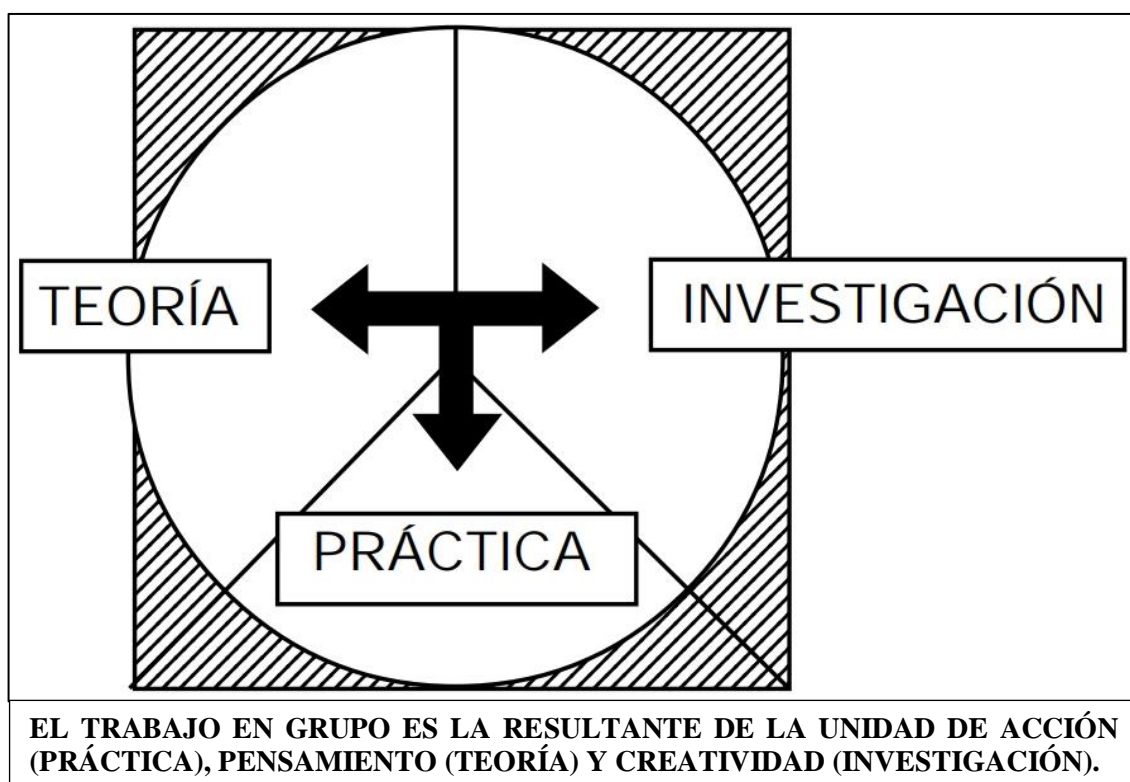 TEORÍA
INVESTIGACIÓN
PRÁCTICA
EL TRABAJO EN GRUPO ES LA RESULTANTE DE LA UNIDAD DE ACCIÓN
(PRÁCTICA), PENSAMIENTO (TEORÍA) Y CREATIVIDAD (INVESTIGACIÓN).